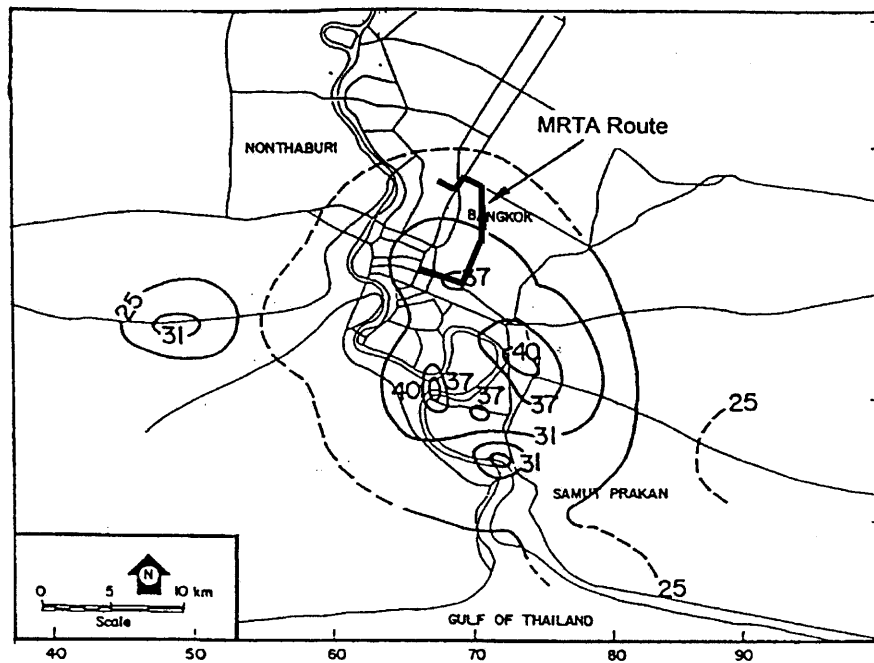 MRTA Route
NONTHABURI
BANGKOK
37
25
31
40
40
37
37
37
31
25
31
SAMUT PRAKAN
25
N
0 5 10 km
Scale
GULF OF THAILAND
40 50 60 70 80 90